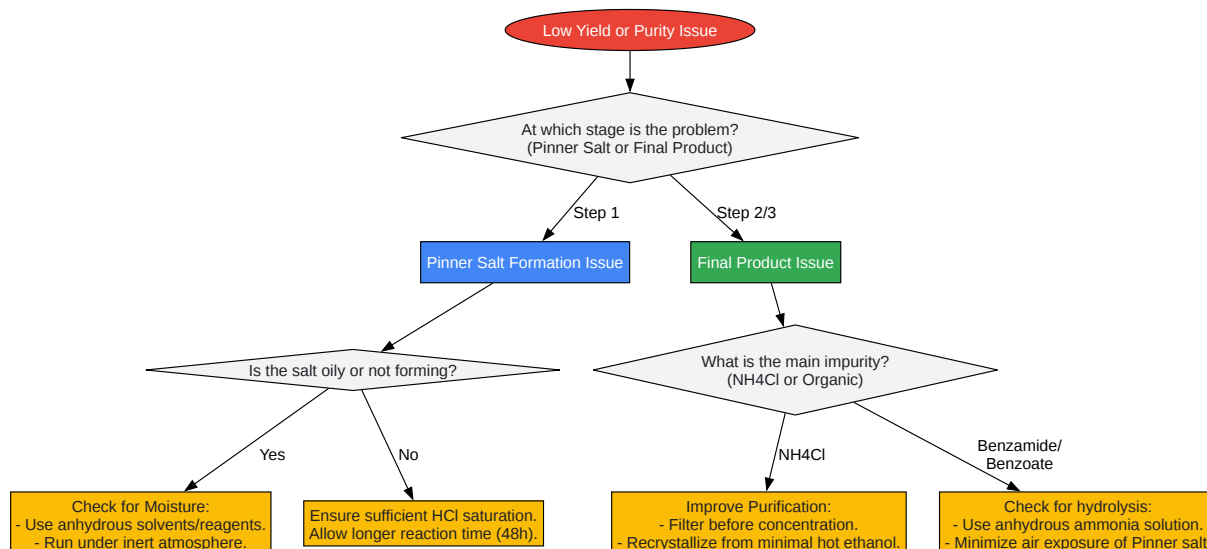 Low Yield or Purity Issue
At which stage is the problem?
(Pinner Salt or Final Product)
Step 1
Step 2/3
Pinner Salt Formation Issue
Final Product Issue
Is the salt oily or not forming?
What is the main impurity?
(NH4Cl or Organic)
Yes
No
NH4Cl
Benzamide/
Benzoate
Check for Moisture:
- Use anhydrous solvents/reagents.
- Run under inert atmosphere.
Ensure sufficient HCl saturation.
Allow longer reaction time (48h).
Improve Purification:
- Filter before concentration.
- Recrystallize from minimal hot ethanol.
Check for hydrolysis:
- Use anhydrous ammonia solution.
- Minimize air exposure of Pinner salt